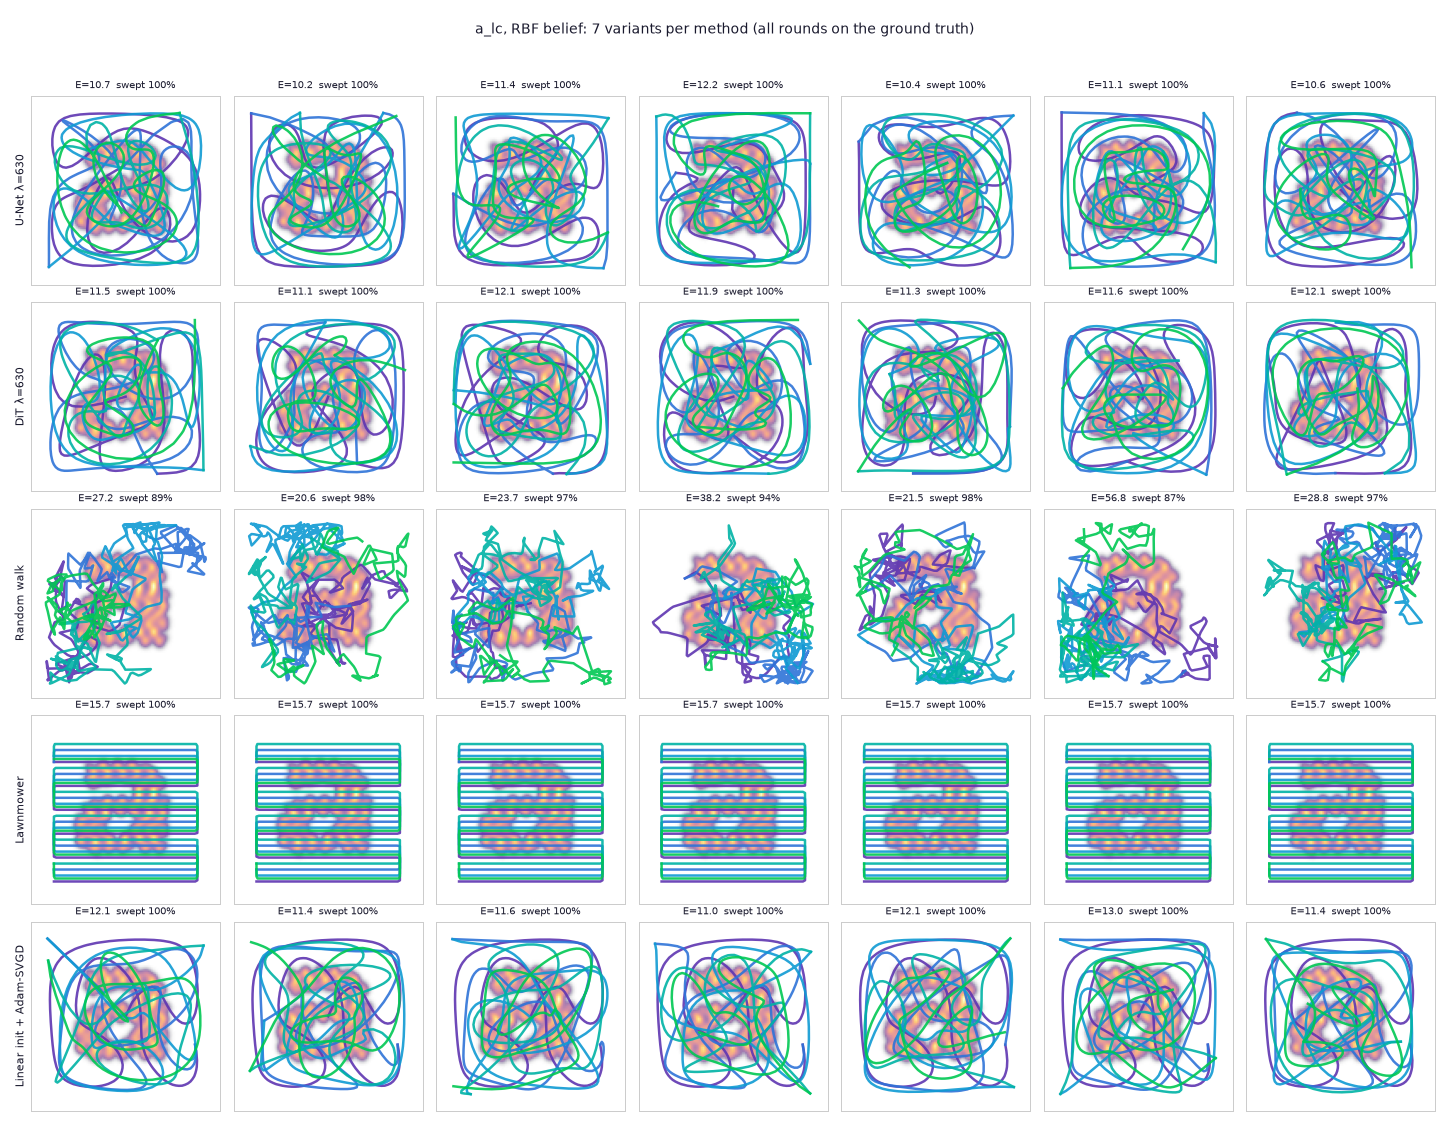 a_lc, RBF belief: 7 variants per method (all rounds on the ground truth)
E=10.7 swept 100%
E=10.2 swept 100%
E=11.4 swept 100%
E=12.2 swept 100%
E=10.4 swept 100%
E=11.1 swept 100%
E=10.6 swept 100%
U-Net λ=630
E=11.5 swept 100%
E=11.1 swept 100%
E=12.1 swept 100%
E=11.9 swept 100%
E=11.3 swept 100%
E=11.6 swept 100%
E=12.1 swept 100%
DiT λ=630
E=27.2 swept 89%
E=20.6 swept 98%
E=23.7 swept 97%
E=38.2 swept 94%
E=21.5 swept 98%
E=56.8 swept 87%
E=28.8 swept 97%
Random walk
E=15.7 swept 100%
E=15.7 swept 100%
E=15.7 swept 100%
E=15.7 swept 100%
E=15.7 swept 100%
E=15.7 swept 100%
E=15.7 swept 100%
Lawnmower
E=12.1 swept 100%
E=11.4 swept 100%
E=11.6 swept 100%
E=11.0 swept 100%
E=12.1 swept 100%
E=13.0 swept 100%
E=11.4 swept 100%
Linear init + Adam-SVGD